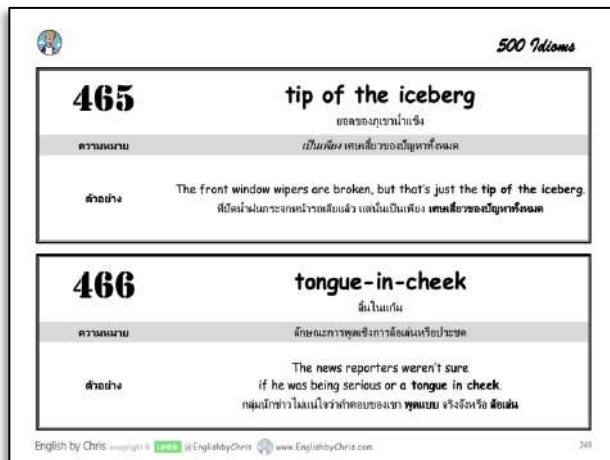 500 Idioms
465
tip of the iceberg
ยอดของภูเขาน้ำแข็ง
ความหมาย
เป็นเพียง เศษเสี้ยวของปัญหาทั้งหมด
ตัวอย่าง
The front window wipers are broken, but that's just the tip of the iceberg.
ที่ปัดน้ำฝนกระจกหน้ารถเสียแล้ว แต่นั่นเป็นเพียง เศษเสี้ยวของปัญหาทั้งหมด
466
tongue-in-cheek
ลิ้นในแก้ม
ความหมาย
ลักษณะการพูดเชิงการล้อเล่นหรือประชด
ตัวอย่าง
The news reporters weren't sure
if he was being serious or a tongue in cheek.
กลุ่มนักข่าวไม่แน่ใจว่าคำตอบของเขา พูดแบบ จริงจังหรือ ล้อเล่น
English by Chris copyright © LINE@ @EnglishbyChris www.EnglishbyChris.com